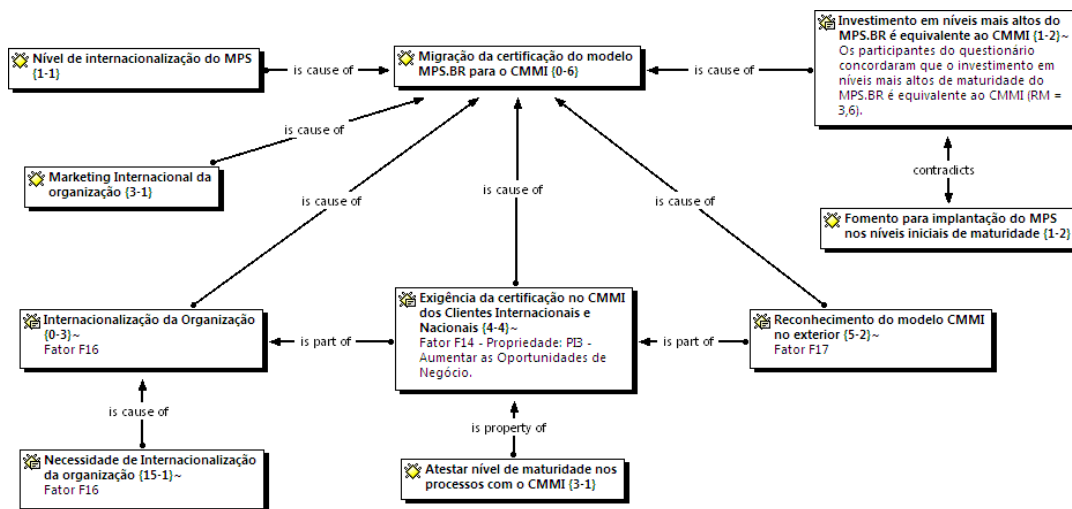 Nível de internacionalização do MPS
{1-1}
is cause of
Migração da certificação do modelo
MPS.BR para o CMMI {0-6}
is cause of
Investimento em níveis mais altos do
MPS.BR é equivalente ao CMMI {1-2}~
Os participantes do questionário
concordaram que o investimento em
níveis mais altos de maturidade do
MPS.BR é equivalente ao CMMI (RM =
3,6).
is cause of
Marketing Internacional da
organização {3-1}
contradicts
is cause of
is cause of
is cause of
Fomento para implantação do MPS
nos níveis iniciais de maturidade {1-2}
Internacionalização da Organização
{0-3}~
Fator F16
is part of
Exigência da certificação no CMMI
dos Clientes Internacionais e
Nacionais {4-4}~
Fator F14 - Propriedade: PI3 -
Aumentar as Oportunidades de
Negócio.
is part of
Reconhecimento do modelo CMMI
no exterior {5-2}~
Fator F17
is cause of
is property of
Necessidade de Internacionalização
da organização {15-1}~
Fator F16
Atestar nível de maturidade nos
processos com o CMMI {3-1}